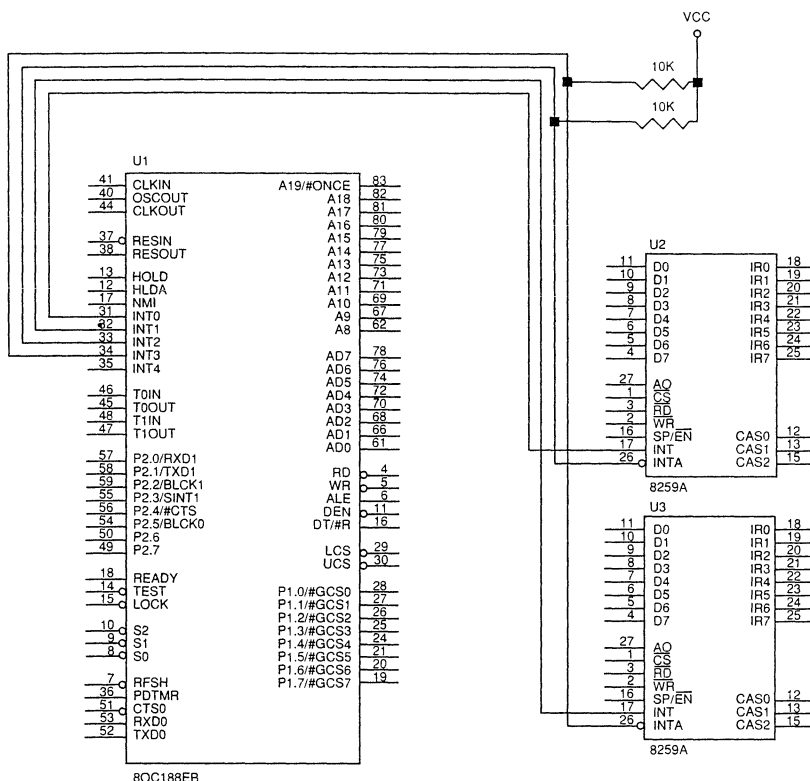 VCC
10K
10K
U1
41 CLKIN
40 OSCOUT
44 CLKOUT
37 RESIN
38 RESOUT
13 HOLD
12 HLDA
17 NMI
31 INT0
32 INT1
33 INT2
34 INT3
35 INT4
46 T0IN
45 T0OUT
48 T1IN
47 T1OUT
57 P2.0/RXD1
58 P2.1/TXD1
59 P2.2/BLCK1
55 P2.3/SINT1
56 P2.4/#CTS
54 P2.5/BLCK0
50 P2.6
49 P2.7
18 READY
14 TEST
15 LOCK
10 S2
9 S1
8 S0
7 RFSH
36 PDTMR
51 CTS0
53 RXD0
52 TXD0
A19/#ONCE 83
A18 82
A17 81
A16 80
A15 79
A14 77
A13 75
A12 73
A11 71
A10 69
A9 67
A8 62
AD7 78
AD6 76
AD5 74
AD4 72
AD3 70
AD2 68
AD1 66
AD0 61
RD 4
WR 5
ALE 6
DEN 11
DT/#R 16
LCS 29
UCS 30
P1.0/#GCS0 28
P1.1/#GCS1 27
P1.2/#GCS2 26
P1.3/#GCS3 25
P1.4/#GCS4 24
P1.5/#GCS5 21
P1.6/#GCS6 20
P1.7/#GCS7 19
80C188EB
U2
11 D0
10 D1
9 D2
8 D3
7 D4
6 D5
5 D6
4 D7
27 A0
1 CS
3 RD
2 WR
16 SP/EN
17 INT
26 INTA
IR0 18
IR1 19
IR2 20
IR3 21
IR4 22
IR5 23
IR6 24
IR7 25
CAS0 12
CAS1 13
CAS2 15
8259A
U3
11 D0
10 D1
9 D2
8 D3
7 D4
6 D5
5 D6
4 D7
27 A0
1 CS
3 RD
2 WR
16 SP/EN
17 INT
26 INTA
IR0 18
IR1 19
IR2 20
IR3 21
IR4 22
IR5 23
IR6 24
IR7 25
CAS0 12
CAS1 13
CAS2 15
8259A